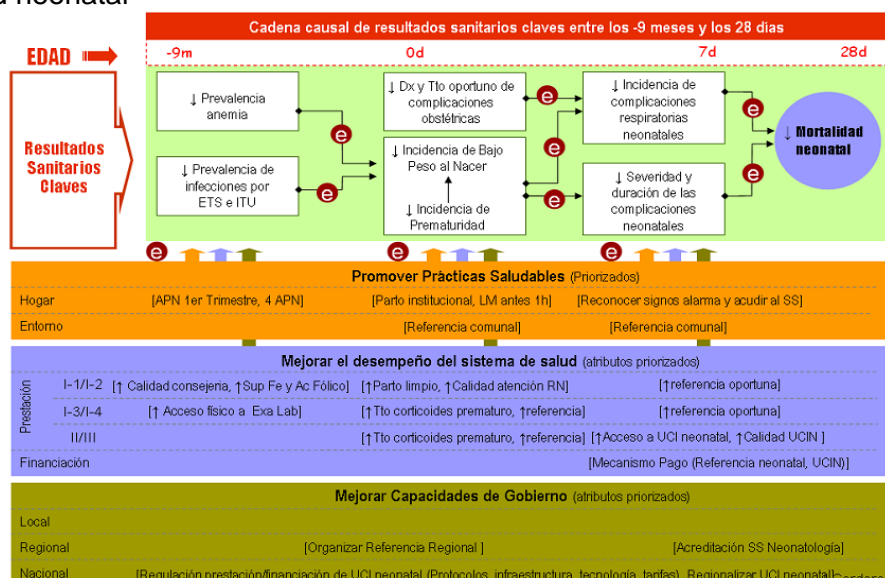 d neonatal
Cadena causal de resultados sanitarios claves entre los -9 meses y los 28 días
EDAD
-9m
0d
7d
28d
Resultados
Sanitarios
Claves
↓ Prevalencia
anemia
↓ Prevalencia de
infecciones por
ETS e ITU
↓ Dx y Tto oportuno de
complicaciones
obstétricas
↓ Incidencia de Bajo
Peso al Nacer
↓ Incidencia de
Prematuridad
↓ Incidencia de
complicaciones
respiratorias
neonatales
↓ Severidad y
duración de las
complicaciones
neonatales
↓ Mortalidad
neonatal
e
e
e
e
e
e
e
e
e
Promover Prácticas Saludables (Priorizados)
Hogar [APN 1er Trimestre, 4 APN] [Parto institucional, LM antes 1h] [Reconocer signos alarma y acudir al SS]
Entorno [Referencia comunal] [Referencia comunal]
Mejorar el desempeño del sistema de salud (atributos priorizados)
Prestación
I-1/I-2 [↑ Calidad consejeria, ↑Sup Fe y Ac Fólico] [↑Parto limpio, ↑Calidad atención RN] [↑referencia oportuna]
I-3/I-4 [↑ Acceso físico a Exa Lab] [↑Tto corticoides prematuro, ↑referencia] [↑referencia oportuna]
II/III [↑Tto corticoides prematuro, ↑referencia] [↑Acceso a UCI neonatal, ↑Calidad UCIN ]
Financiación [Mecanismo Pago (Referencia neonatal, UCIN)]
Mejorar Capacidades de Gobierno (atributos priorizados)
Local
Regional [Organizar Referencia Regional ] [Acreditación SS Neonatología]
Nacional [Regulación prestación/financiación de UCI neonatal (Protocolos, infraestructura, tecnología, tarifas), Regionalizar UCI neonatal]